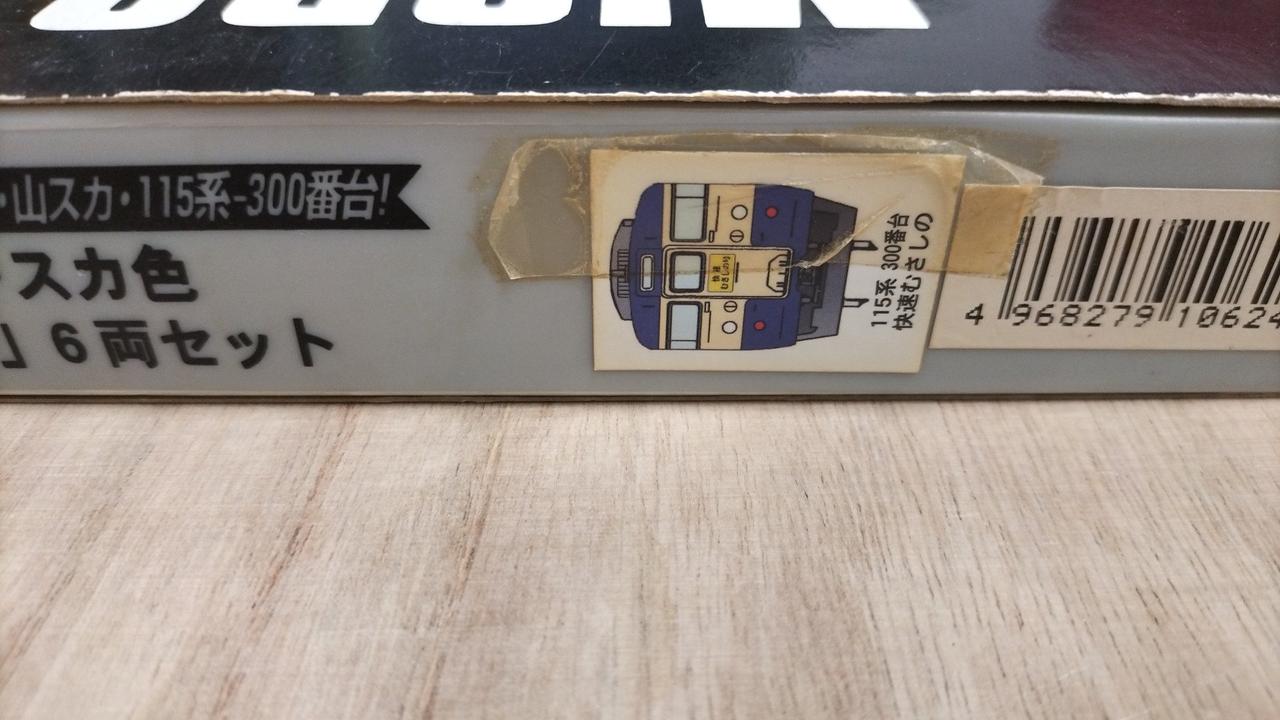 ・山スカ・115系-300番台!
スカ色
」6両セット
快速
むさしの号
115系 300番台
快速むさしの
4 968279 10624